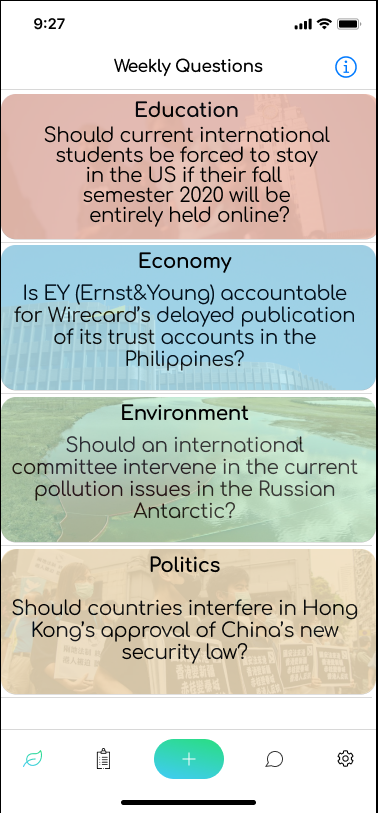 9:27
Weekly Questions
Education
Should current international
students be forced to stay
in the US if their fall
semester 2020 will be
entirely held online?
Economy
Is EY (Ernst&Young) accountable
for Wirecard's delayed publication
of its trust accounts in the
Philippines?
Environment
Should an international
committee intervene in the current
pollution issues in the Russian
Antarctic?
Politics
Should countries interfere in Hong
Kong's approval of China's new
security law?